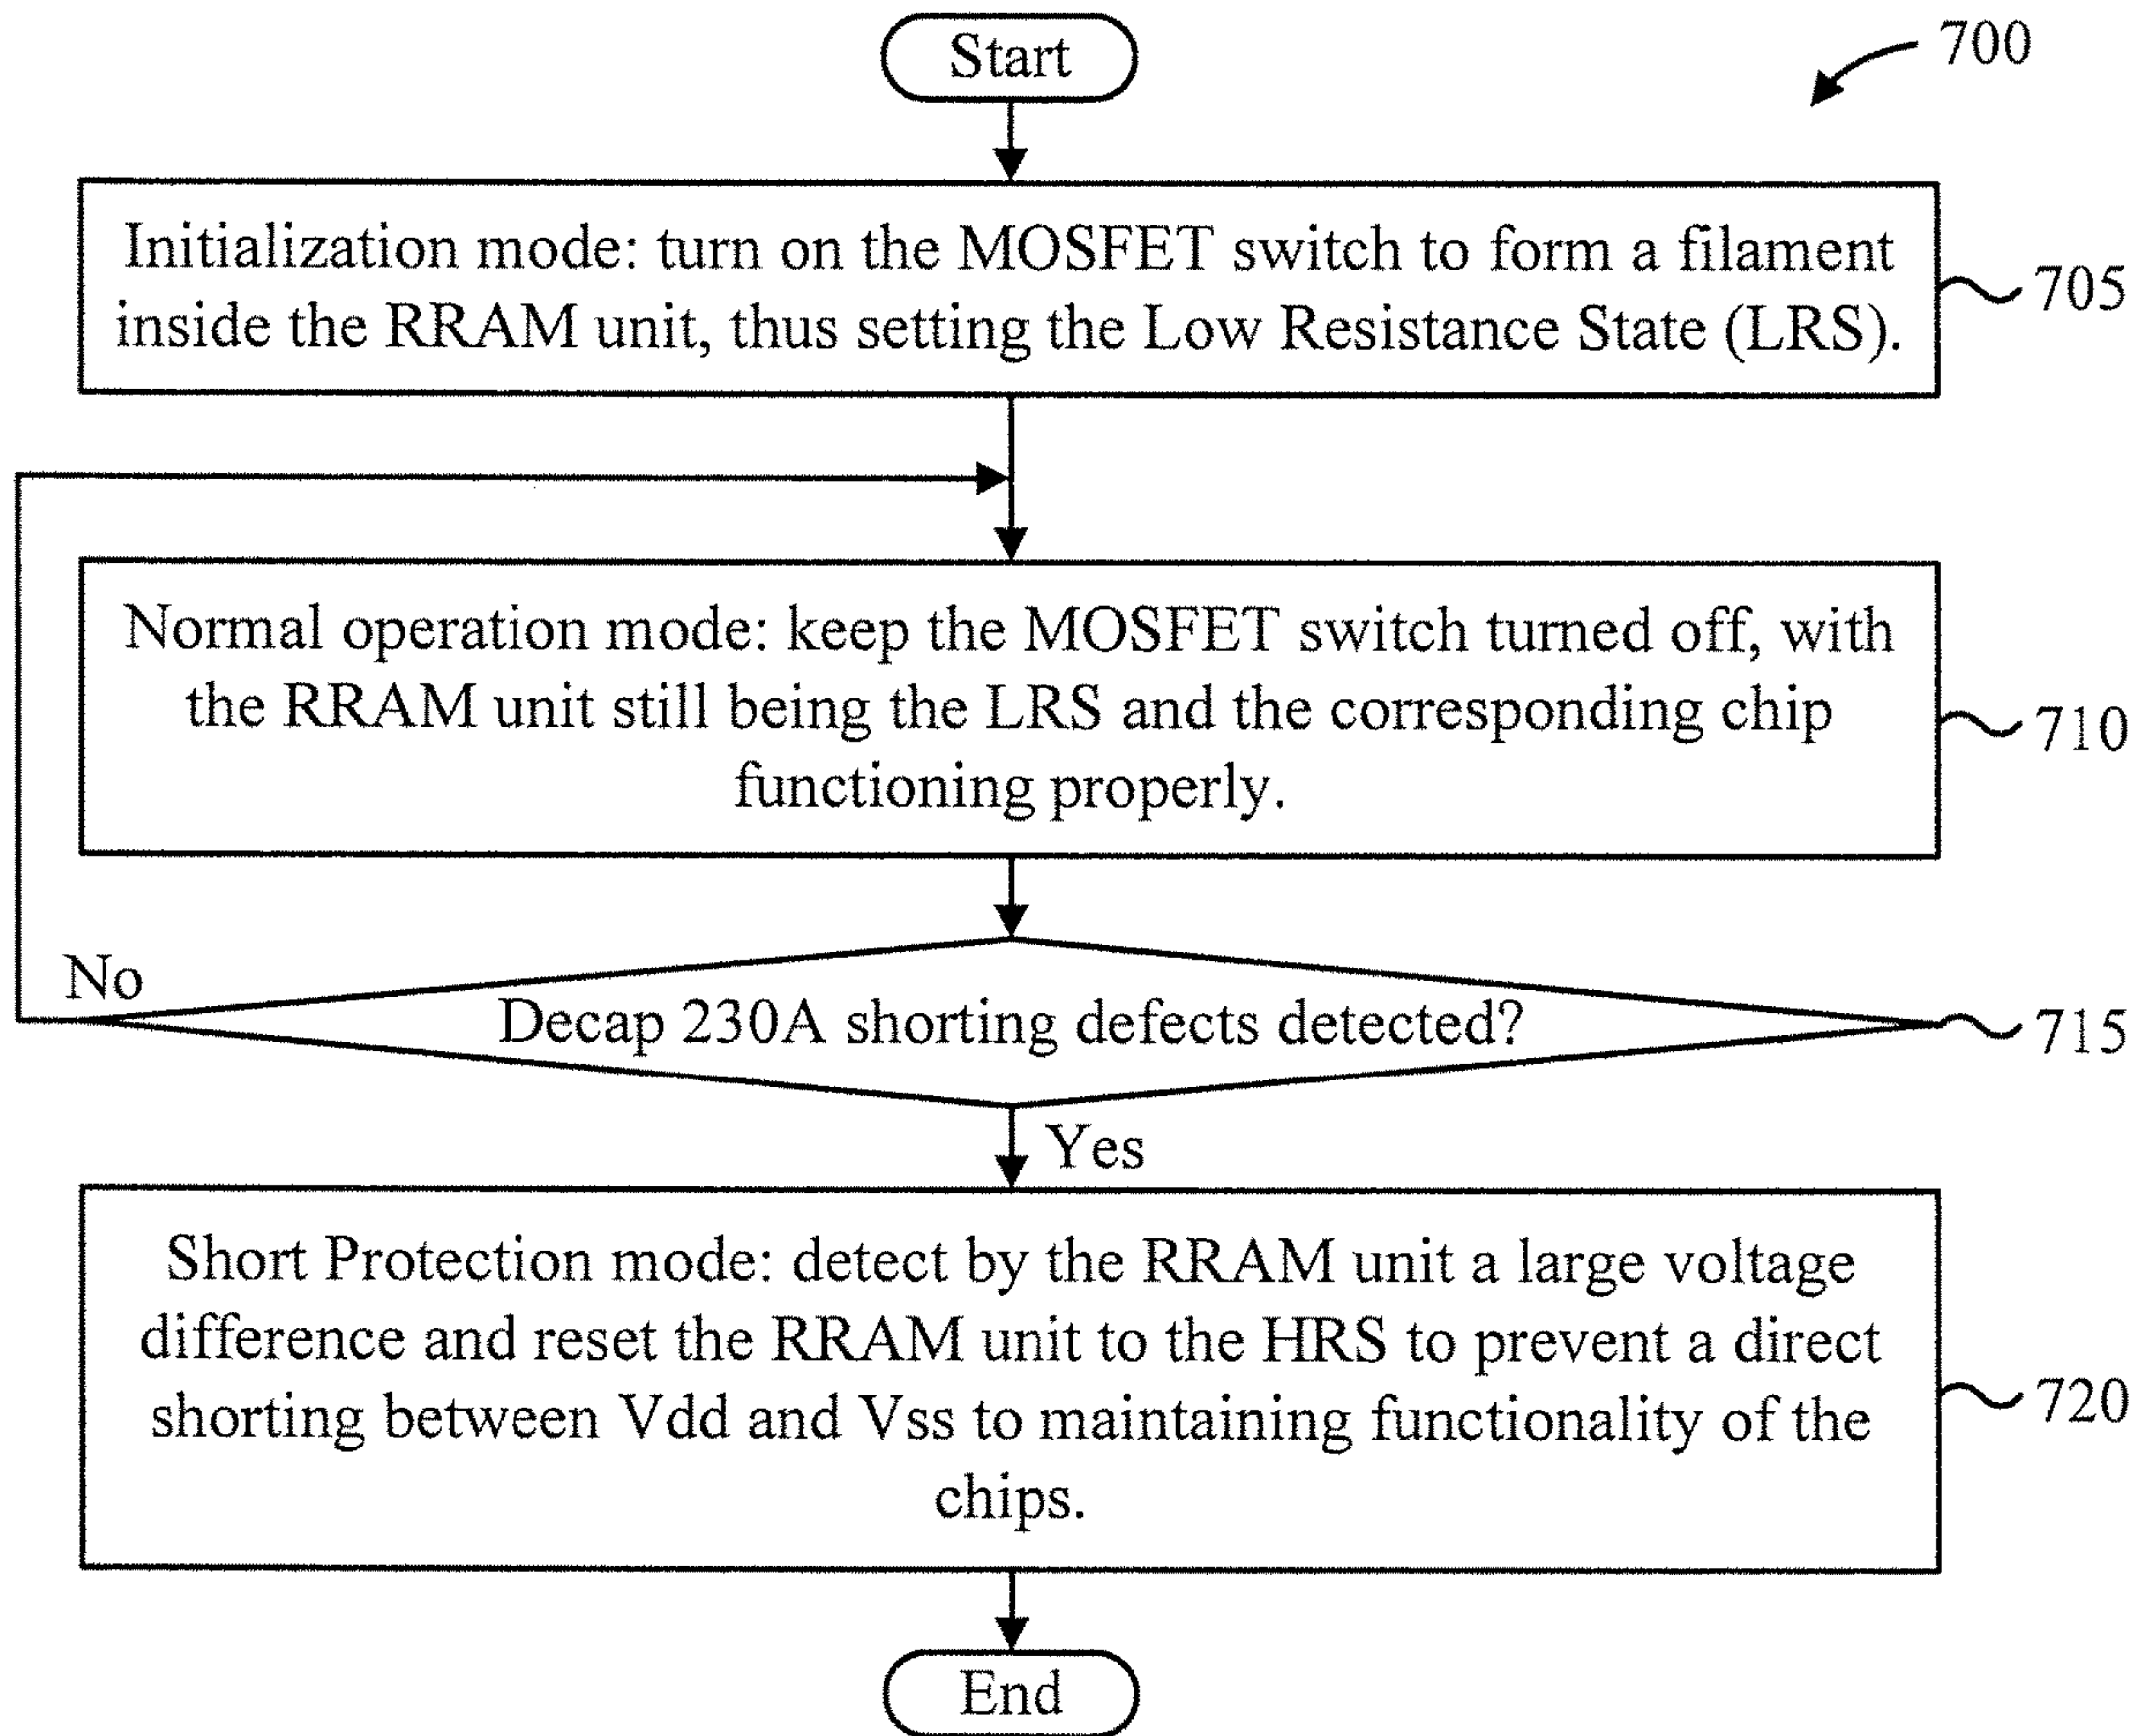 Start
700
Initialization mode: turn on the MOSFET switch to form a filament
inside the RRAM unit, thus setting the Low Resistance State (LRS).
705
Normal operation mode: keep the MOSFET switch turned off, with
the RRAM unit still being the LRS and the corresponding chip
functioning properly.
710
No
Decap 230A shorting defects detected?
715
Yes
Short Protection mode: detect by the RRAM unit a large voltage
difference and reset the RRAM unit to the HRS to prevent a direct
shorting between Vdd and Vss to maintaining functionality of the
chips.
720
End